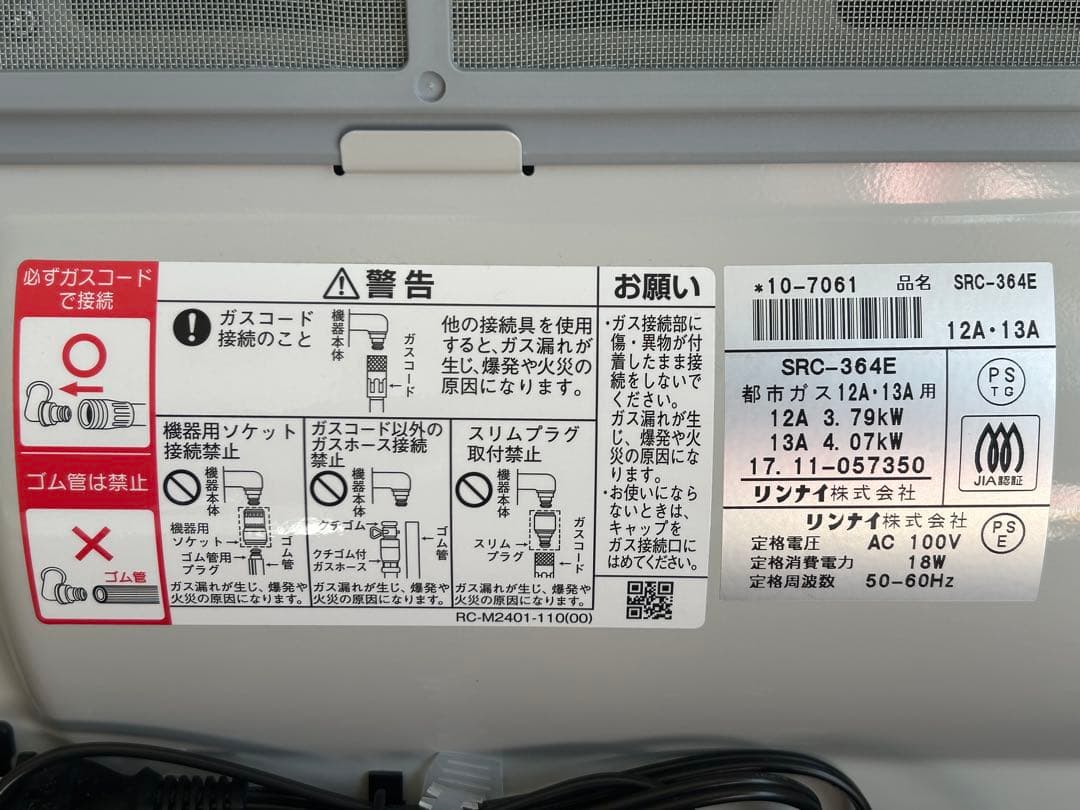 必ずガスコード
で接続
ゴム管は禁止
ゴム管
警告
ガスコード
接続のこと
機器本体
ガスコード
他の接続具を使用
すると、ガス漏れが
生じ、爆発や火災の
原因になります。
機器用ソケット
接続禁止
機器本体
機器用
ソケット
ゴム管用
プラグ
ゴム管
ガス漏れが生じ、爆発や
火災の原因になります。
ガスコード以外の
ガスホース接続
禁止
機器本体
クチゴム
クチゴム付
ガスホース
ゴム管
ガス漏れが生じ、爆発や
火災の原因になります。
スリムプラグ
取付禁止
機器本体
スリム
プラグ
ガスコード
ガス漏れが生じ、爆発や
火災の原因になります。
RC-M2401-110(00)
お願い
・ガス接続部に
傷・異物が付
着したまま接
続をしないで
ください。
ガス漏れが生
じ、爆発や火
災の原因にな
ります。
・お使いになら
ないときは、
キャップを
ガス接続口に
はめてください。
*10-7061 品名 SRC-364E
12A・13A
SRC-364E
都市ガス12A・13A用
12A 3.79kW
13A 4.07kW
17.11-057350
リンナイ株式会社
PS
TG
JIA認証
リンナイ株式会社
定格電圧 AC 100V
定格消費電力 18W
定格周波数 50-60Hz
PS
E